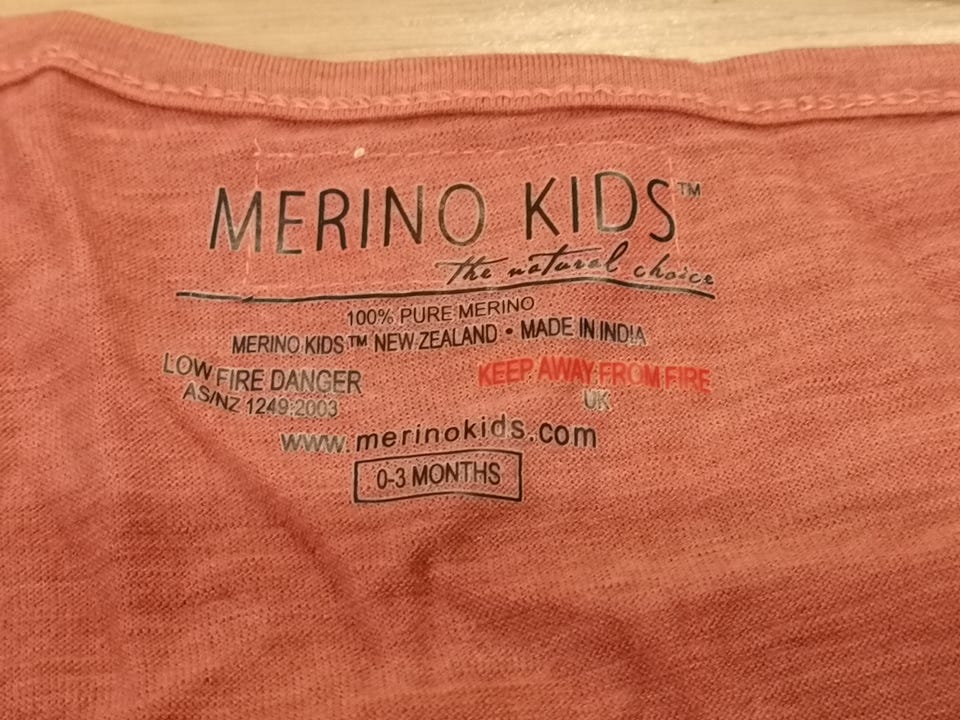 MERINO KIDS™
the natural choice
100% PURE MERINO
MERINO KIDS™ NEW ZEALAND • MADE IN INDIA
LOW FIRE DANGER
AS/NZ 1249:2003
KEEP AWAY FROM FIRE
UK
www.merinokids.com
0-3 MONTHS